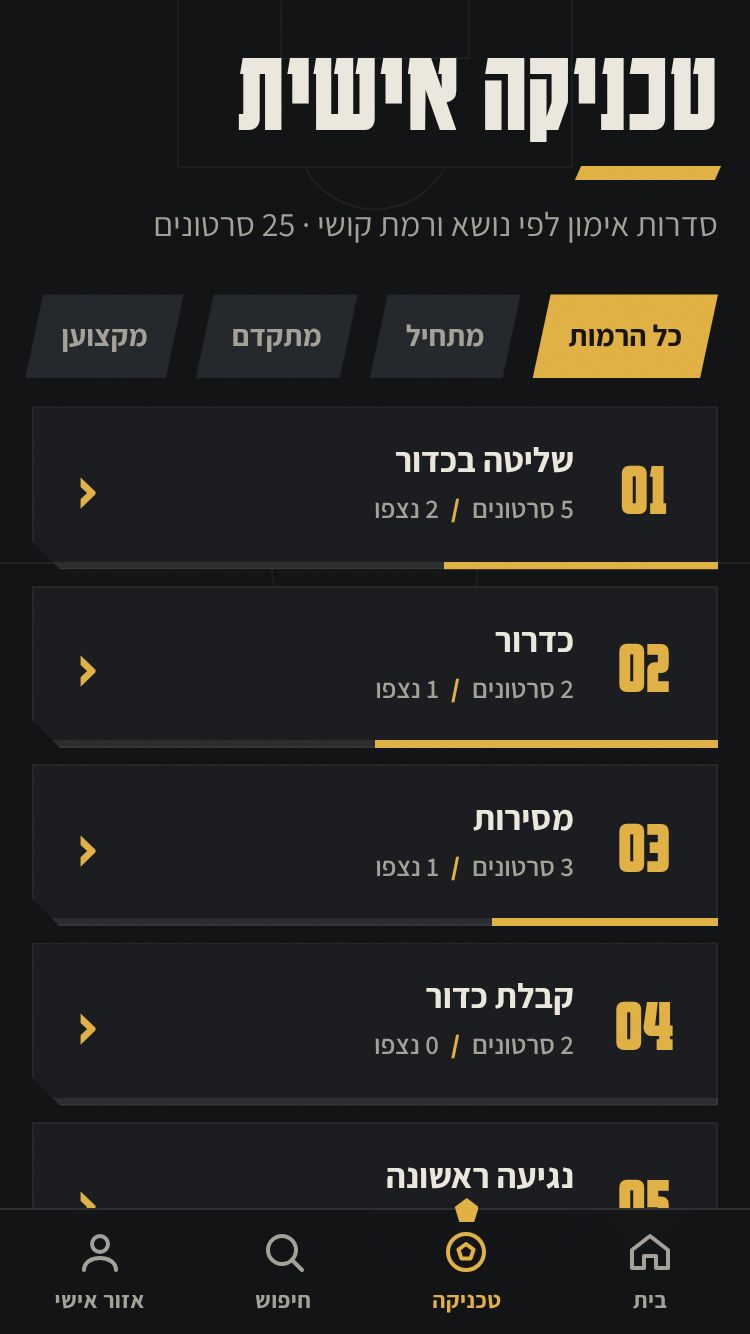 טכניקה אישית
סדרות אימון לפי נושא ורמת קושי · 25 סרטונים
כל הרמות
מתחיל
מתקדם
מקצוען
01
שליטה בכדור
5 סרטונים / 2 נצפו
02
כדרור
2 סרטונים / 1 נצפו
03
מסירות
3 סרטונים / 1 נצפו
04
קבלת כדור
2 סרטונים / 0 נצפו
05
נגיעה ראשונה
בית
טכניקה
חיפוש
אזור אישי